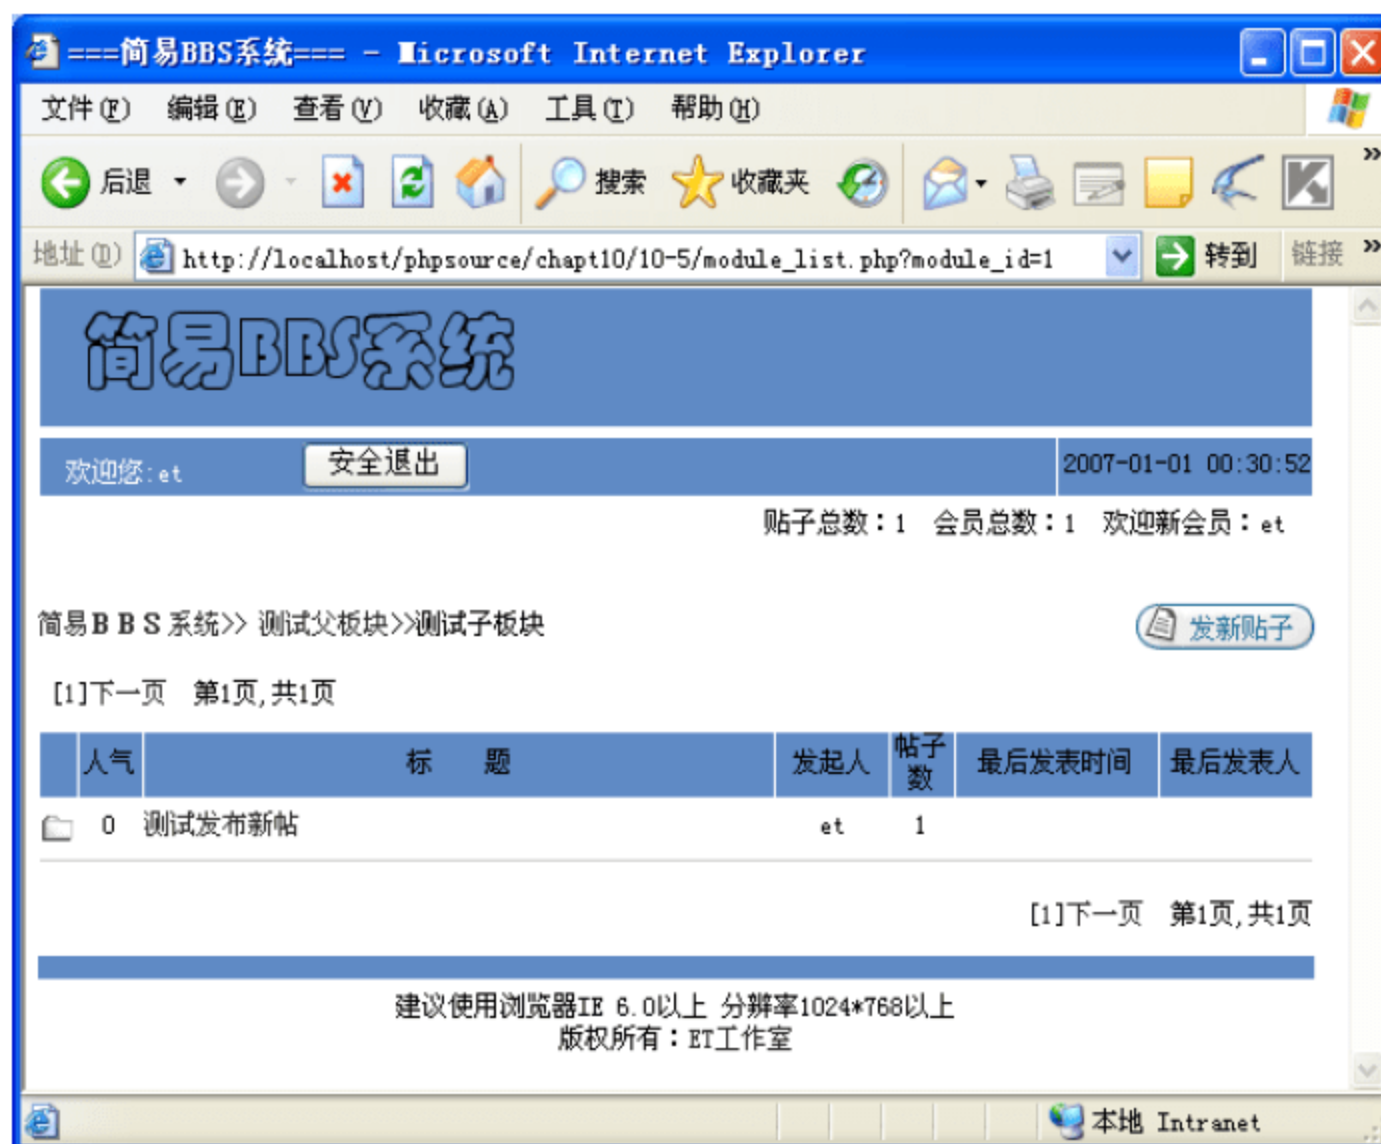 ===简易BBS系统=== - Microsoft Internet Explorer
文件(F) 编辑(E) 查看(V) 收藏(A) 工具(T) 帮助(H)
后退 搜索 收藏夹 »
地址(D) http://localhost/phpsource/chapt10/10-5/module_list.php?module_id=1 转到 链接 »
简易BBS系统
欢迎您:et 安全退出 2007-01-01 00:30:52
贴子总数：1 会员总数：1 欢迎新会员：et
简易BBS系统>> 测试父板块>>测试子板块 发新贴子
[1]下一页 第1页,共1页
人气 标 题 发起人 帖子数 最后发表时间 最后发表人
0 测试发布新帖 et 1
[1]下一页 第1页,共1页
建议使用浏览器IE 6.0以上 分辨率1024*768以上
版权所有：ET工作室
本地 Intranet